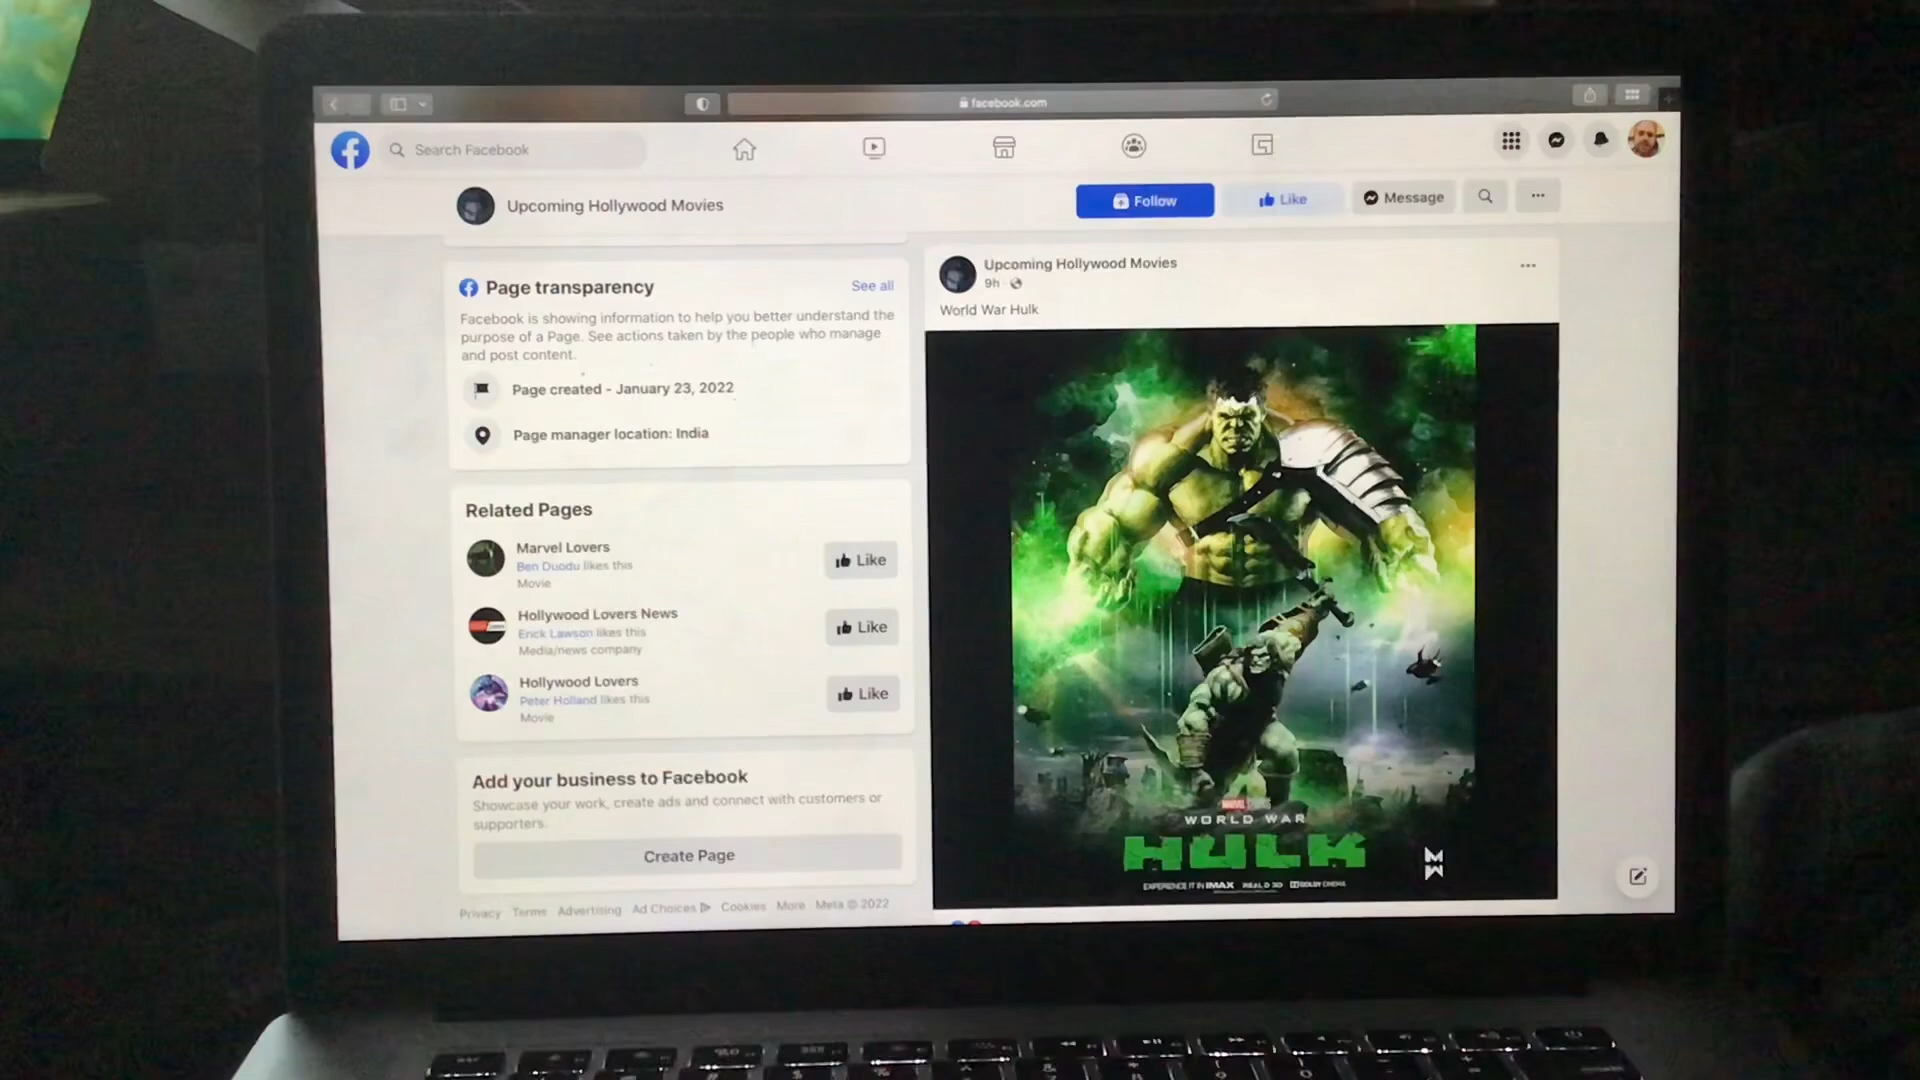 facebook.com
Search Facebook
Upcoming Hollywood Movies
Follow
Like
Message
Page transparency
See all
Facebook is showing information to help you better understand the
purpose of a Page. See actions taken by the people who manage
and post content.
Page created - January 23, 2022
Page manager location: India
Related Pages
Marvel Lovers
Ben Duodu likes this
Movie
Like
Hollywood Lovers News
Erick Lawson likes this
Media/news company
Like
Hollywood Lovers
Peter Holland likes this
Movie
Like
Add your business to Facebook
Showcase your work, create ads and connect with customers or
supporters.
Create Page
Privacy Terms Advertising Ad Choices Cookies More Meta © 2022
Upcoming Hollywood Movies
9h
World War Hulk
MARVEL STUDIOS
WORLD WAR
HULK
EXPERIENCE IT IN IMAX REAL D 3D DOLBY CINEMA